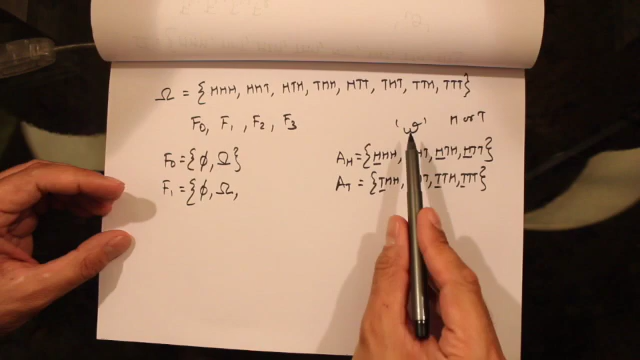 Ω = {HHH, HHT, HTH, THH, HTT, THT, TTH, TTT}
F₀, F₁, F₂, F₃
'ω' H or T
F₀ = {ϕ, Ω}
A_H = {HHH, HTH, HTT}
F₁ = {ϕ, Ω,
A_T = {THH, TTH, TTT}